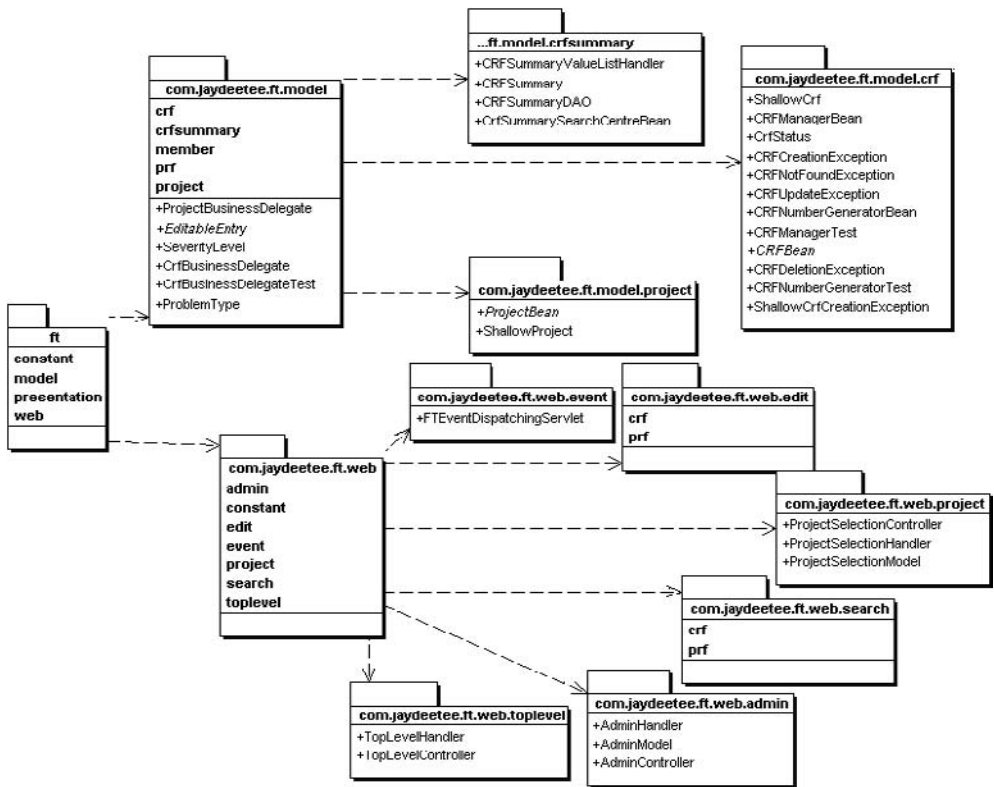 ...ft.model.crfsummary
+CRFSummaryValueListHandler
+CRFSummary
+CRFSummaryDAO
+CrfSummarySearchCentreBean
com.jaydeetee.ft.model
crf
crfsummary
member
prf
project
+ProjectBusinessDelegate
+EditableEntry
+SeverityLevel
+CrfBusinessDelegate
+CrfBusinessDelegateTest
+ProblemType
com.jaydeetee.ft.model.crf
+ShallowCrf
+CRFManagerBean
+CrfStatus
+CRFCreationException
+CRFNotFoundException
+CRFUpdateException
+CRFNumberGeneratorBean
+CRFManagerTest
+CRFBean
+CRFDeletionException
+CRFNumberGeneratorTest
+ShallowCrfCreationException
com.jaydeetee.ft.model.project
+ProjectBean
+ShallowProject
ft
constant
model
presentation
web
com.jaydeetee.ft.web.event
+FTEventDispatchingServlet
com.jaydeetee.ft.web.edit
crf
prf
com.jaydeetee.ft.web
admin
constant
edit
event
project
search
toplevel
com.jaydeetee.ft.web.project
+ProjectSelectionController
+ProjectSelectionHandler
+ProjectSelectionModel
com.jaydeetee.ft.web.search
crf
prf
com.jaydeetee.ft.web.toplevel
+TopLevelHandler
+TopLevelController
com.jaydeetee.ft.web.admin
+AdminHandler
+AdminModel
+AdminController